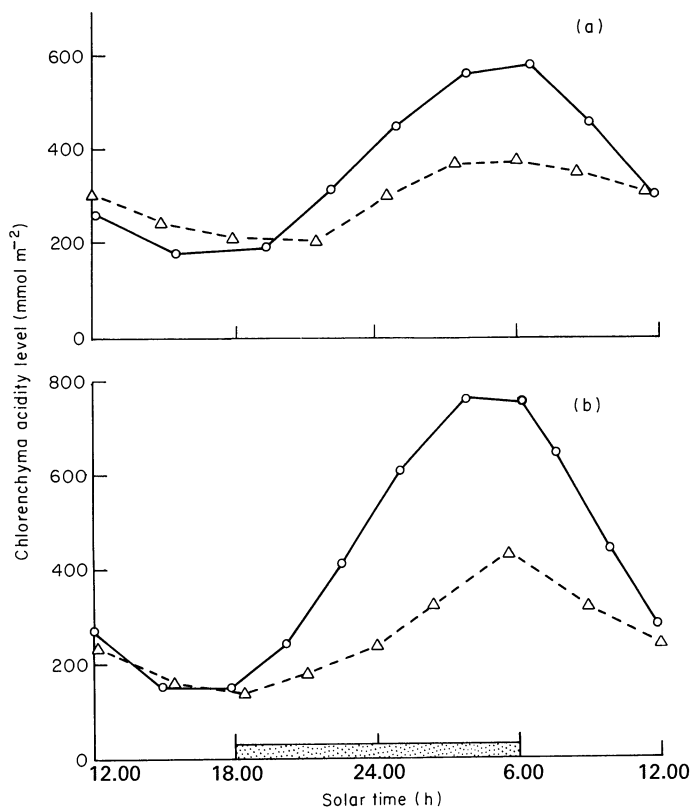 (a)
600
400
200
0
Chlorenchyma acidity level (mmol m⁻²)
(b)
800
600
400
200
0
12.00 18.00 24.00 6.00 12.00
Solar time (h)